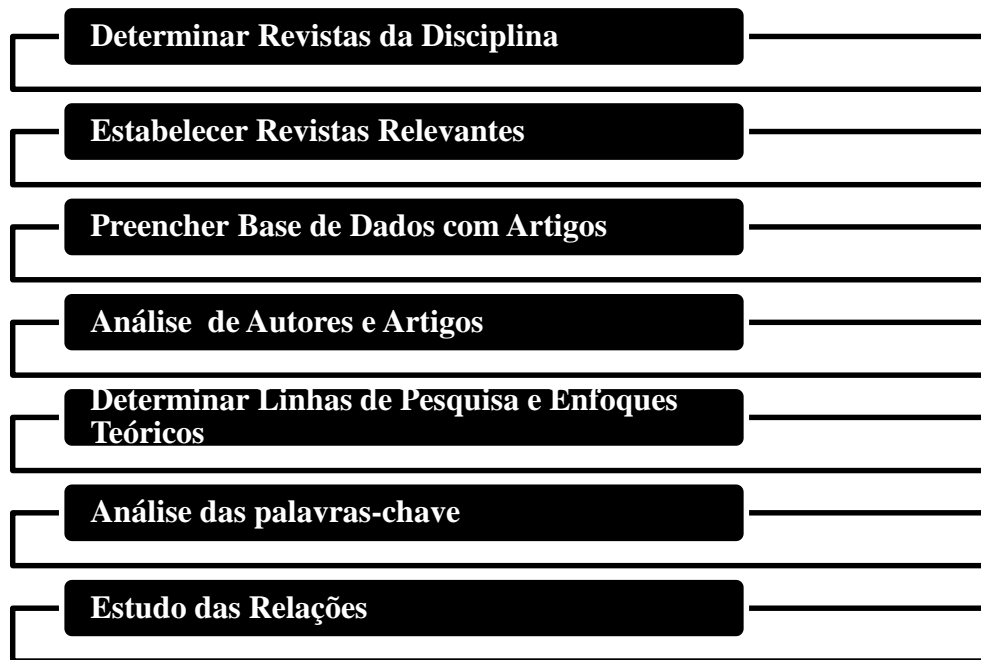 Determinar Revistas da Disciplina
Estabelecer Revistas Relevantes
Preencher Base de Dados com Artigos
Análise de Autores e Artigos
Determinar Linhas de Pesquisa e Enfoques
Teóricos
Análise das palavras-chave
Estudo das Relações